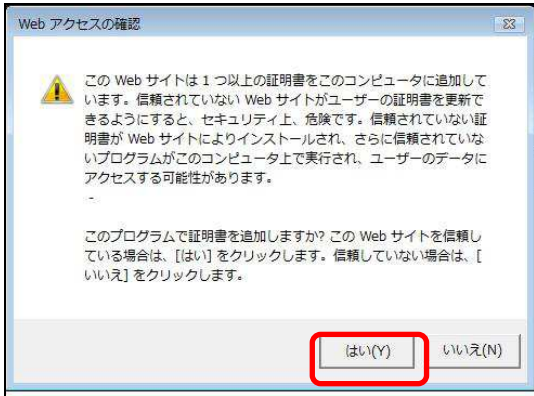 Web アクセスの確認
この Web サイトは 1 つ以上の証明書をこのコンピュータに追加して
います。信頼されていない Web サイトがユーザーの証明書を更新で
きるようにすると、セキュリティ上、危険です。信頼されていない証
明書が Web サイトによりインストールされ、さらに信頼されていな
いプログラムがこのコンピュータ上で実行され、ユーザーのデータに
アクセスする可能性があります。
-
このプログラムで証明書を追加しますか? この Web サイトを信頼し
ている場合は、[はい] をクリックします。信頼していない場合は、[
いいえ] をクリックします。
はい(Y) いいえ(N)